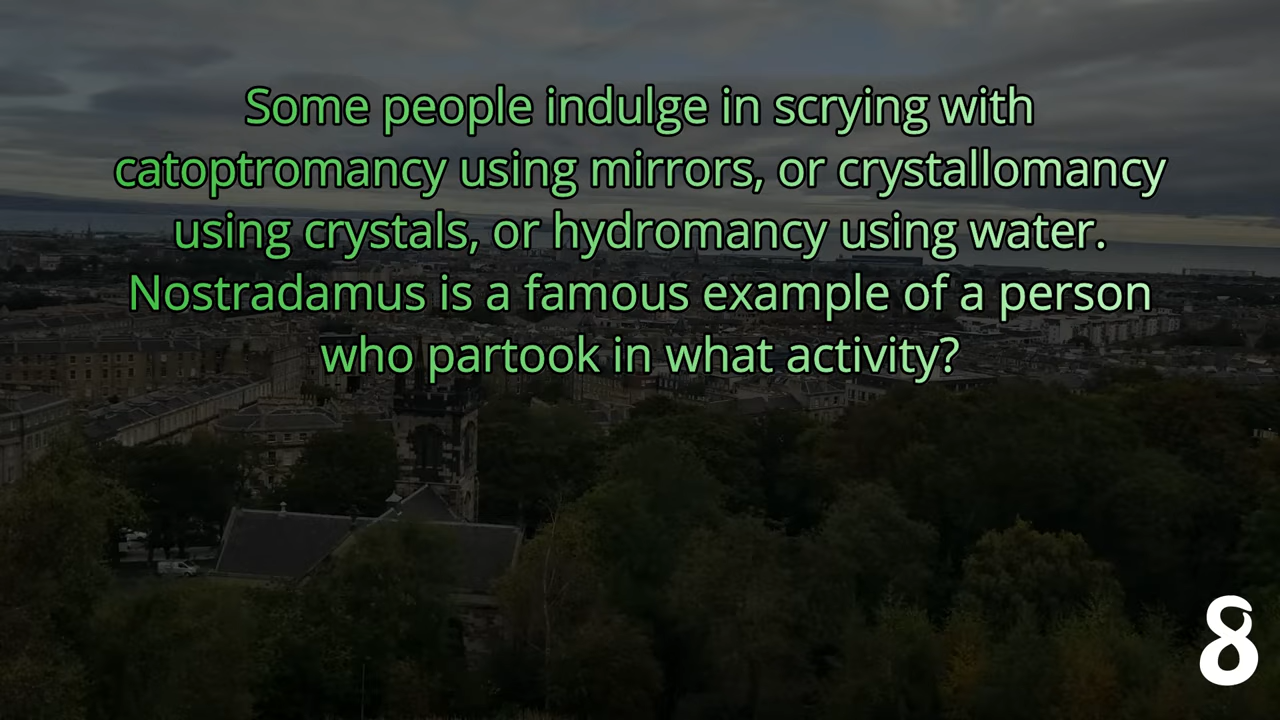 Some people indulge in scrying with
catoptromancy using mirrors, or crystallomancy
using crystals, or hydromancy using water.
Nostradamus is a famous example of a person
who partook in what activity?
8